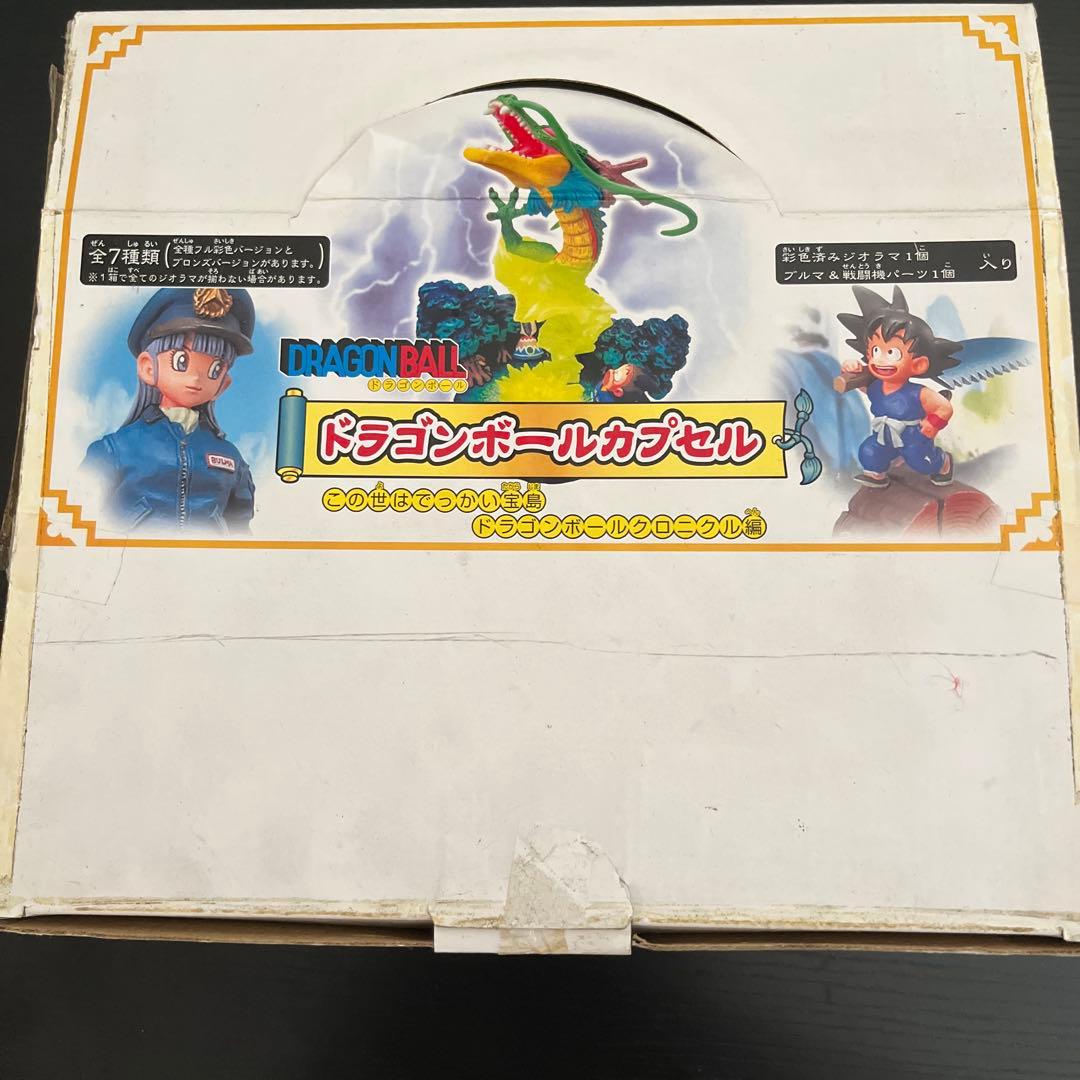 全7種類(全種フル彩色バージョンと
ブロンズバージョンがあります。)
※1箱で全てのジオラマが揃わない場合があります。
彩色済みジオラマ1個
ブルマ&戦闘機パーツ1個 入り
DRAGON BALL
ドラゴンボール
BULMA
ドラゴンボールカプセル
この世はでっかい宝島
ドラゴンボールクロニクル編